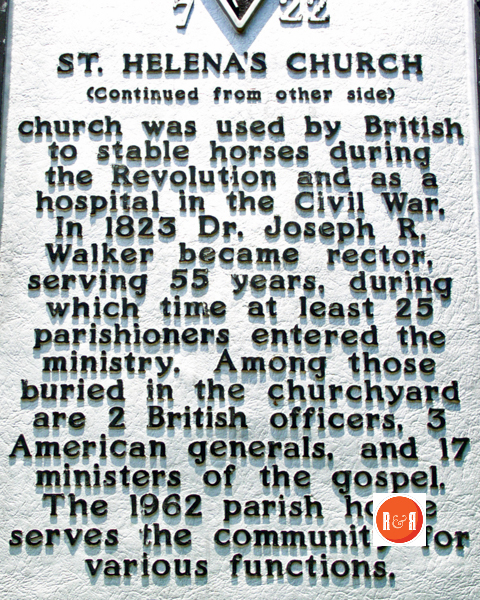 7 22
ST. HELENA'S CHURCH
(Continued from other side)
church was used by British
to stable horses during
the Revolution and as a
hospital in the Civil War.
In 1823 Dr. Joseph R.
Walker became rector,
serving 55 years, during
which time at least 25
parishioners entered the
ministry. Among those
buried in the churchyard
are 2 British officers, 3
American generals, and 17
ministers of the gospel.
The 1962 parish
R&R
serves the for
various functions.